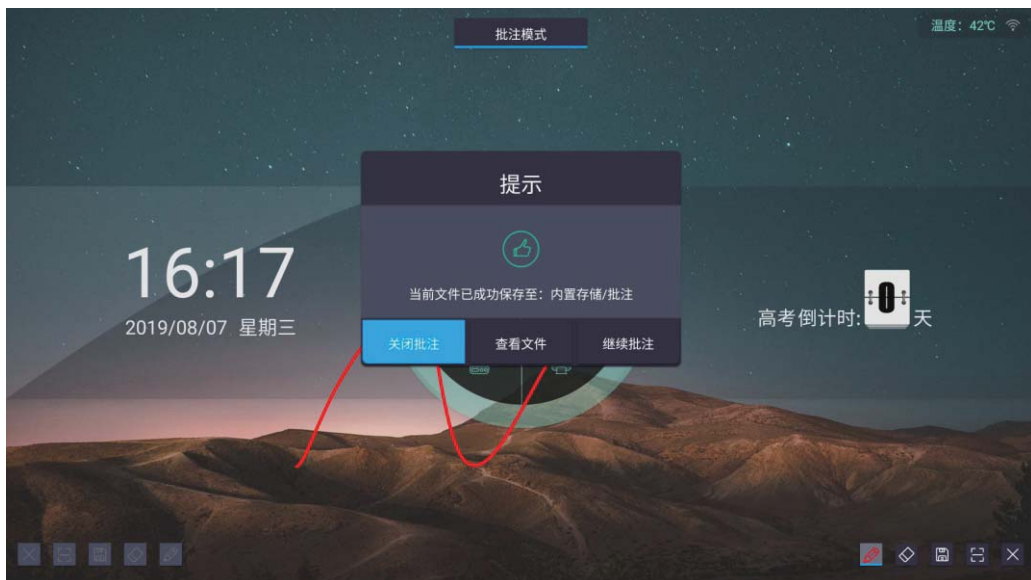 批注模式
温度：42℃
提示
当前文件已成功保存至：内置存储/批注
关闭批注
查看文件
继续批注
16:17
2019/08/07 星期三
高考倒计时:0天